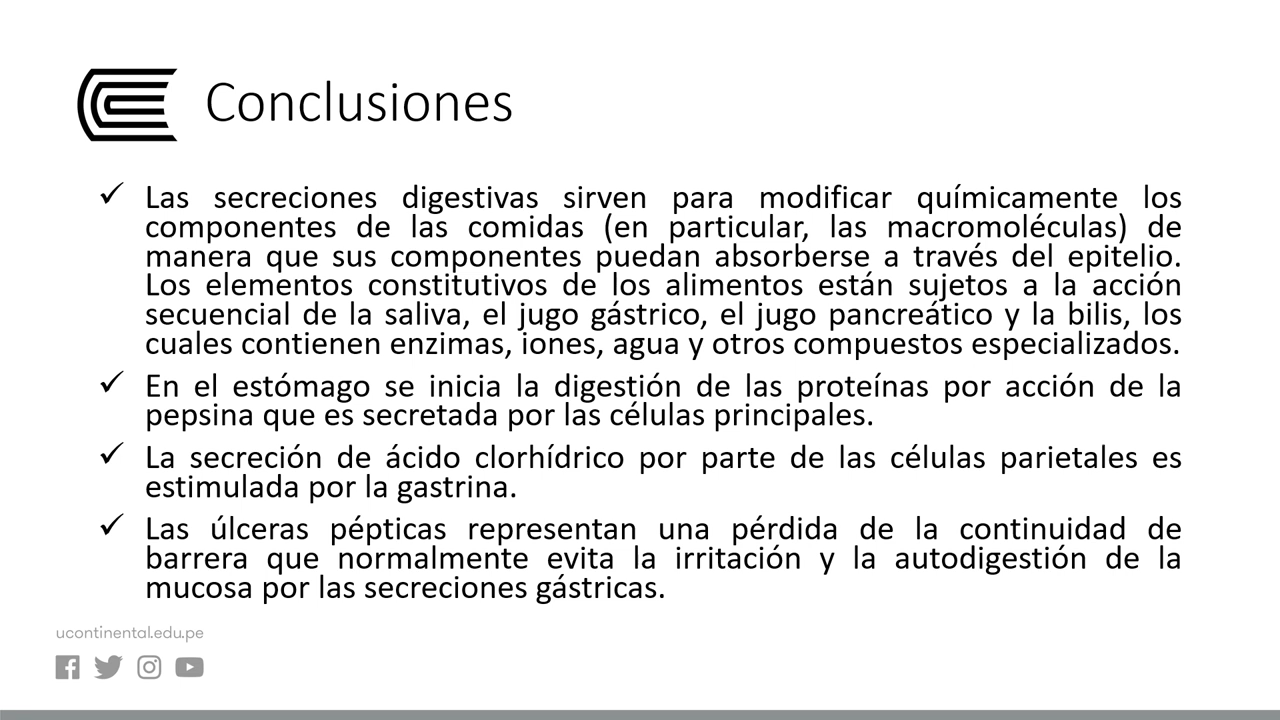 Conclusiones
✓ Las secreciones digestivas sirven para modificar químicamente los
componentes de las comidas (en particular, las macromoléculas) de
manera que sus componentes puedan absorberse a través del epitelio.
Los elementos constitutivos de los alimentos están sujetos a la acción
secuencial de la saliva, el jugo gástrico, el jugo pancreático y la bilis, los
cuales contienen enzimas, iones, agua y otros compuestos especializados.
✓ En el estómago se inicia la digestión de las proteínas por acción de la
pepsina que es secretada por las células principales.
✓ La secreción de ácido clorhídrico por parte de las células parietales es
estimulada por la gastrina.
✓ Las úlceras pépticas representan una pérdida de la continuidad de
barrera que normalmente evita la irritación y la autodigestión de la
mucosa por las secreciones gástricas.
ucontinental.edu.pe